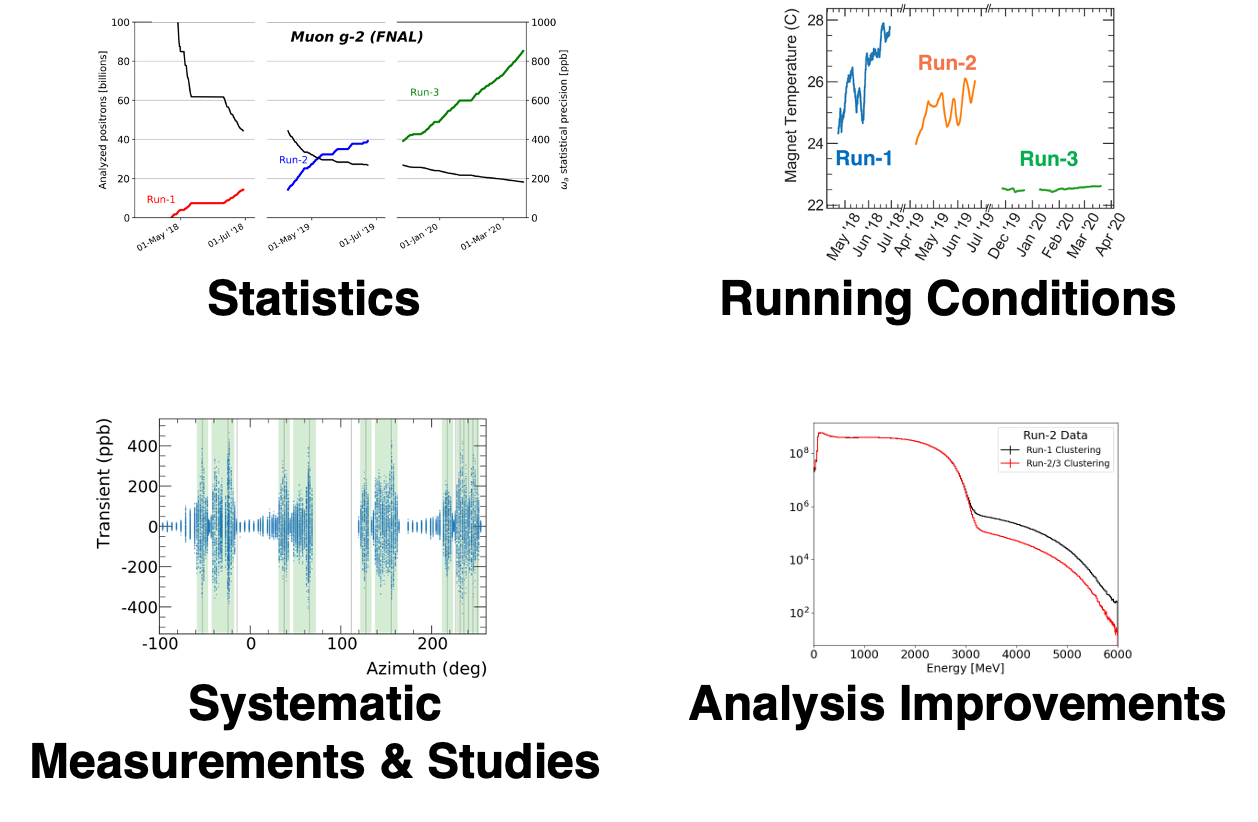 Muon g-2 (FNAL)
Analyzed positrons [billions]
100
80
60
40
20
0
1000
800
600
400
200
0
ωa statistical precision [ppb]
Run-1
Run-2
Run-3
01-May '18
01-Jul '18
01-May '19
01-Jul '19
01-Jan '20
01-Mar '20
Statistics
Magnet Temperature (C)
28
26
24
22
Run-1
Run-2
Run-3
May '18
Jun '18
Jul '18
Apr '19
May '19
Jun '19
Jul '19
Dec '19
Jan '20
Feb '20
Mar '20
Apr '20
Running Conditions
Transient (ppb)
400
200
0
-200
-400
-100
0
100
200
Azimuth (deg)
Systematic
Measurements & Studies
Run-2 Data
Run-1 Clustering
Run-2/3 Clustering
10⁸
10⁶
10⁴
10²
0
1000
2000
3000
4000
5000
6000
Energy [MeV]
Analysis Improvements